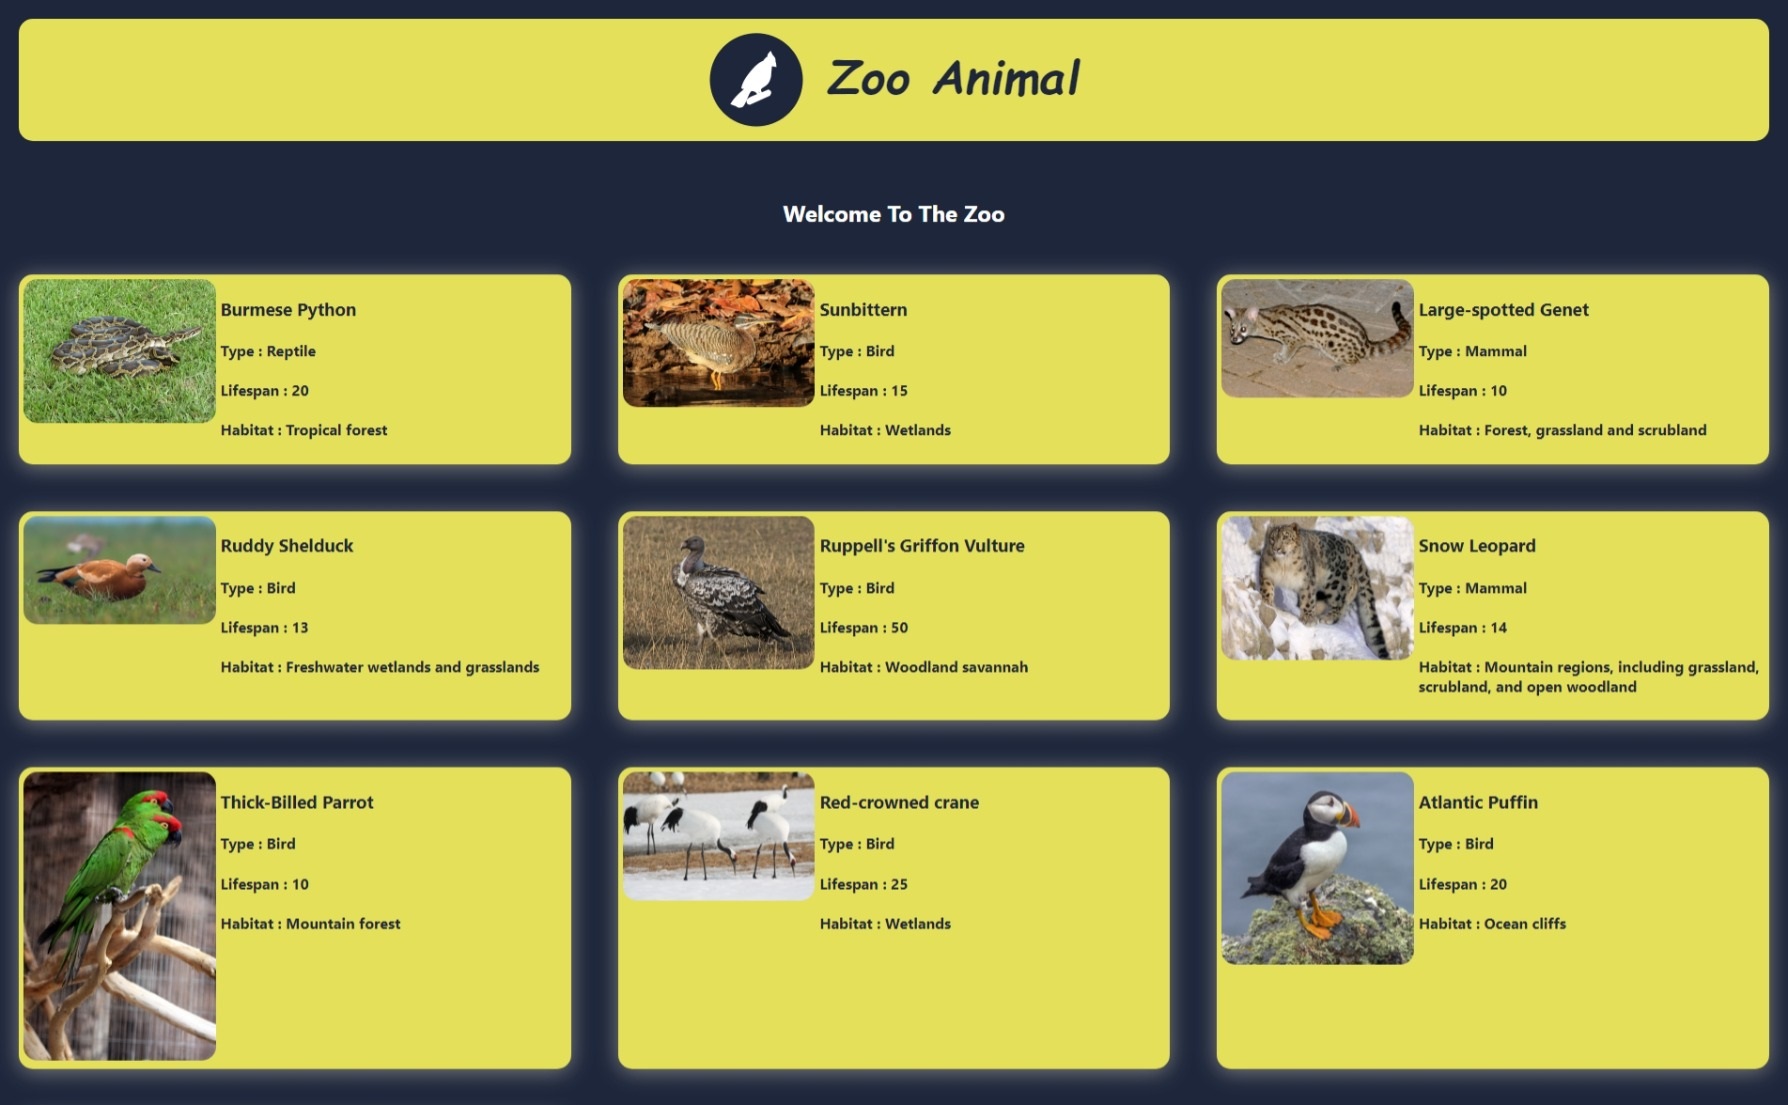 Zoo Animal
Welcome To The Zoo
Burmese Python
Type : Reptile
Lifespan : 20
Habitat : Tropical forest
Sunbittern
Type : Bird
Lifespan : 15
Habitat : Wetlands
Large-spotted Genet
Type : Mammal
Lifespan : 10
Habitat : Forest, grassland and scrubland
Ruddy Shelduck
Type : Bird
Lifespan : 13
Habitat : Freshwater wetlands and grasslands
Ruppell's Griffon Vulture
Type : Bird
Lifespan : 50
Habitat : Woodland savannah
Snow Leopard
Type : Mammal
Lifespan : 14
Habitat : Mountain regions, including grassland,
scrubland, and open woodland
Thick-Billed Parrot
Type : Bird
Lifespan : 10
Habitat : Mountain forest
Red-crowned crane
Type : Bird
Lifespan : 25
Habitat : Wetlands
Atlantic Puffin
Type : Bird
Lifespan : 20
Habitat : Ocean cliffs